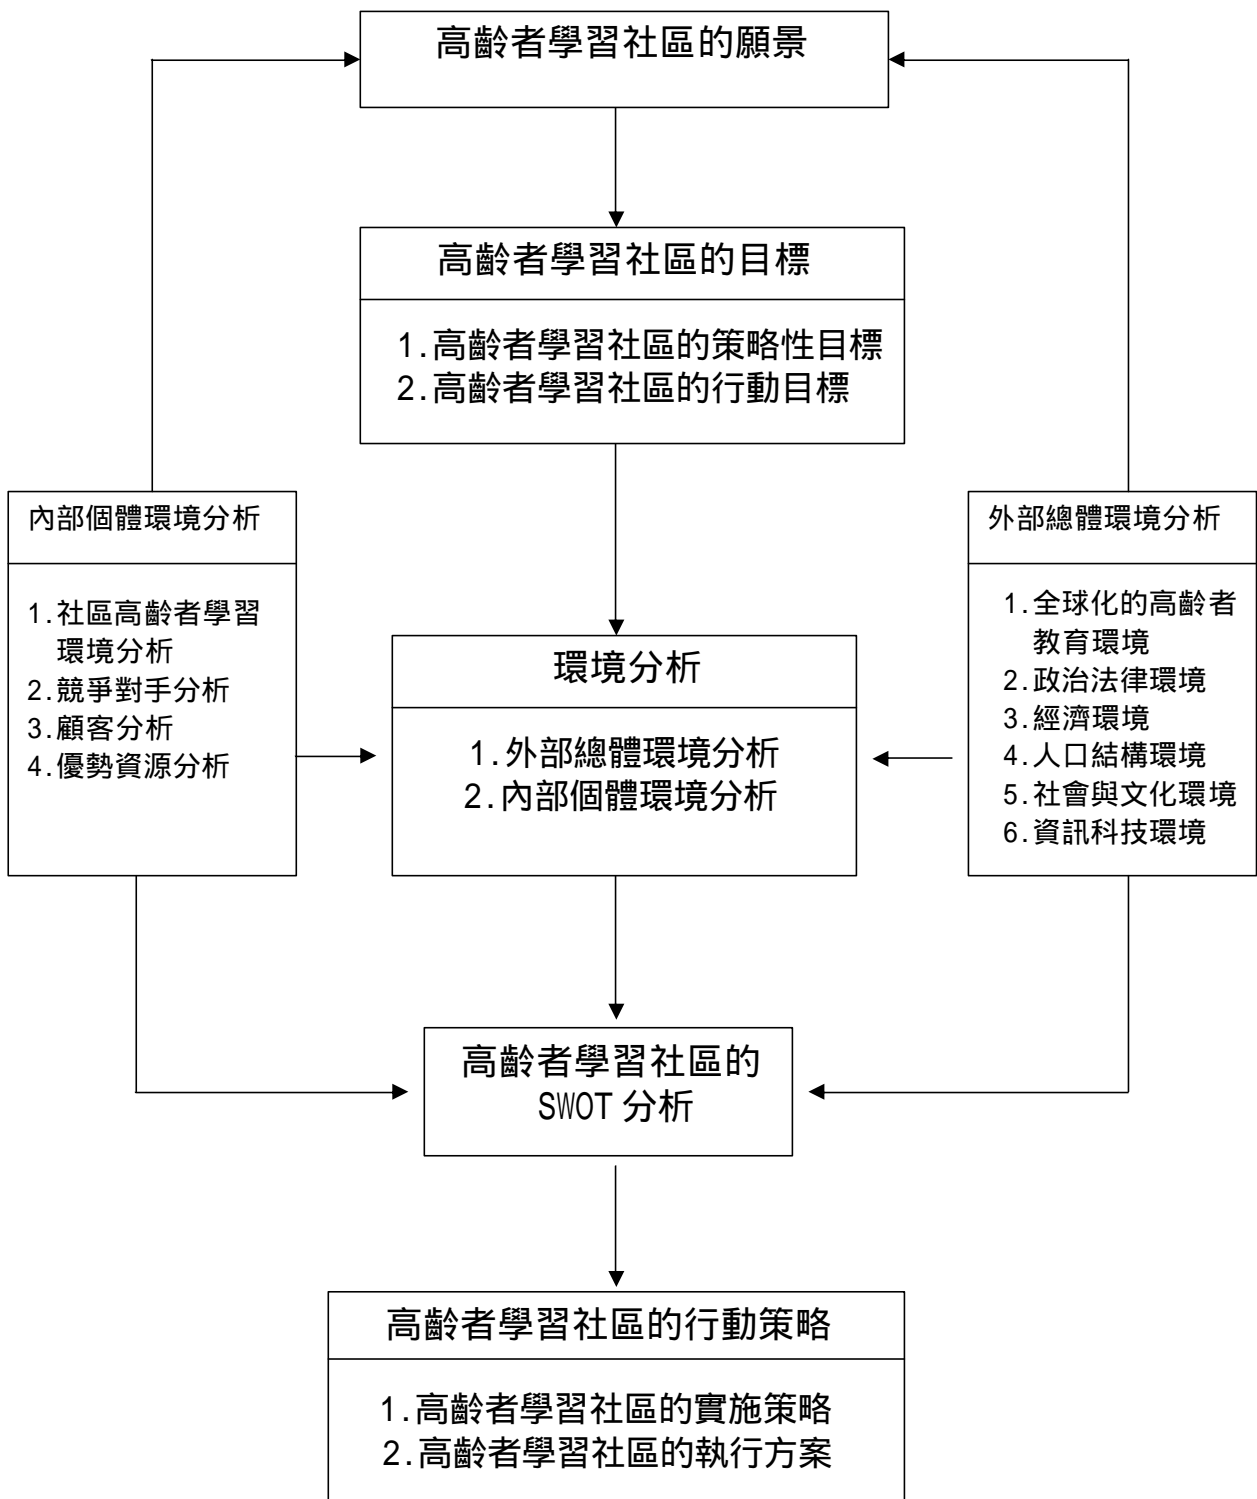 高齡者學習社區的願景
高齡者學習社區的目標
1.高齡者學習社區的策略性目標
2.高齡者學習社區的行動目標
內部個體環境分析
1.社區高齡者學習
環境分析
2.競爭對手分析
3.顧客分析
4.優勢資源分析
環境分析
1.外部總體環境分析
2.內部個體環境分析
外部總體環境分析
1.全球化的高齡者
教育環境
2.政治法律環境
3.經濟環境
4.人口結構環境
5.社會與文化環境
6.資訊科技環境
高齡者學習社區的
SWOT 分析
高齡者學習社區的行動策略
1.高齡者學習社區的實施策略
2.高齡者學習社區的執行方案